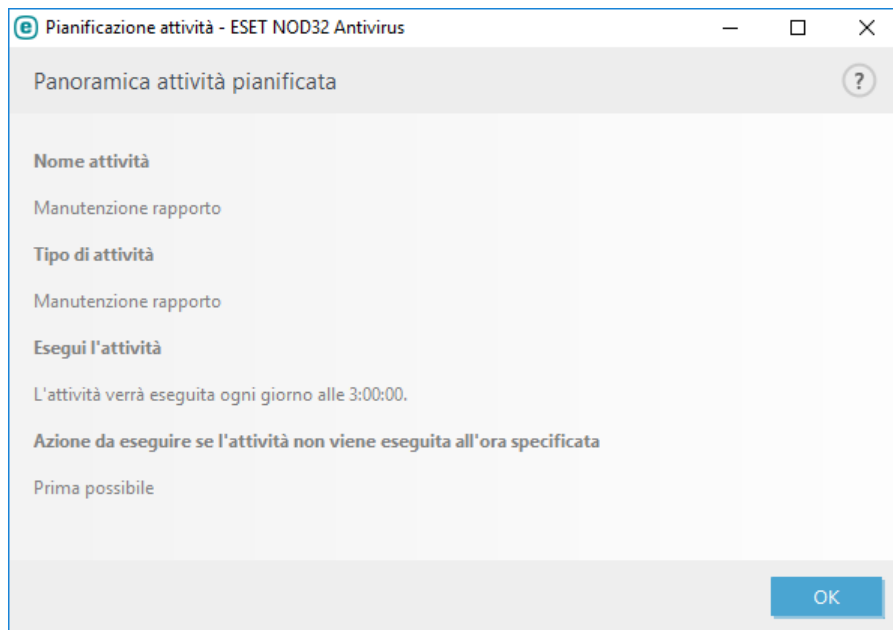 Pianificazione attività - ESET NOD32 Antivirus
Panoramica attività pianificata
?
Nome attività
Manutenzione rapporto
Tipo di attività
Manutenzione rapporto
Esegui l'attività
L'attività verrà eseguita ogni giorno alle 3:00:00.
Azione da eseguire se l'attività non viene eseguita all'ora specificata
Prima possibile
OK